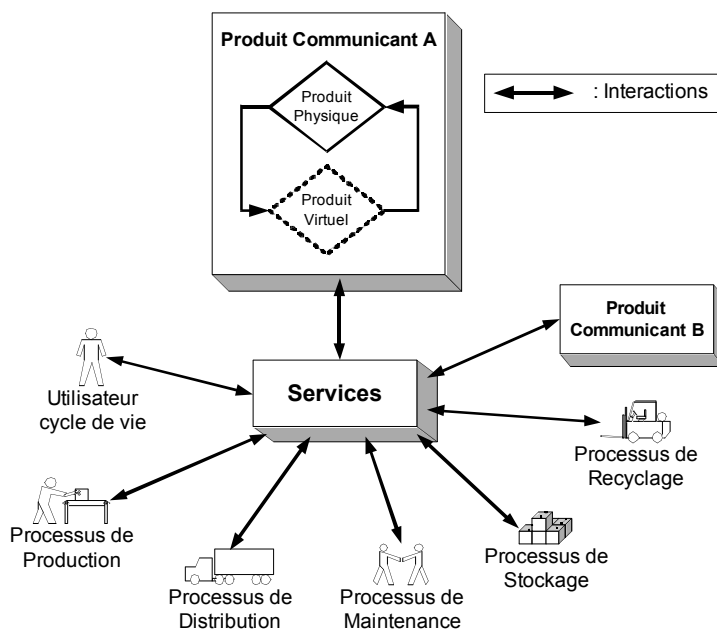 Produit Communicant A
Produit
Physique
Produit
Virtuel
: Interactions
Produit
Communicant B
Services
Utilisateur
cycle de vie
Processus de
Recyclage
Processus de
Production
Processus de
Stockage
Processus de
Distribution
Processus de
Maintenance